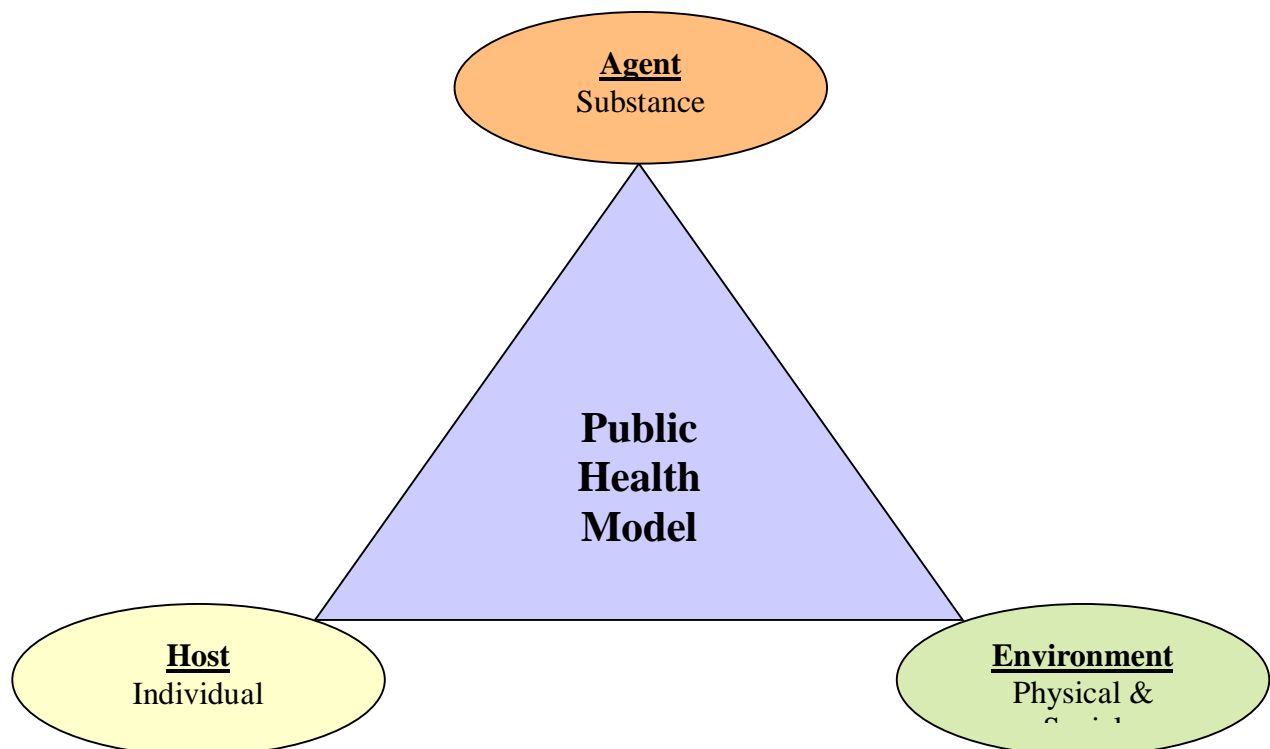 Agent
Substance
Public
Health
Model
Host
Individual
Environment
Physical &